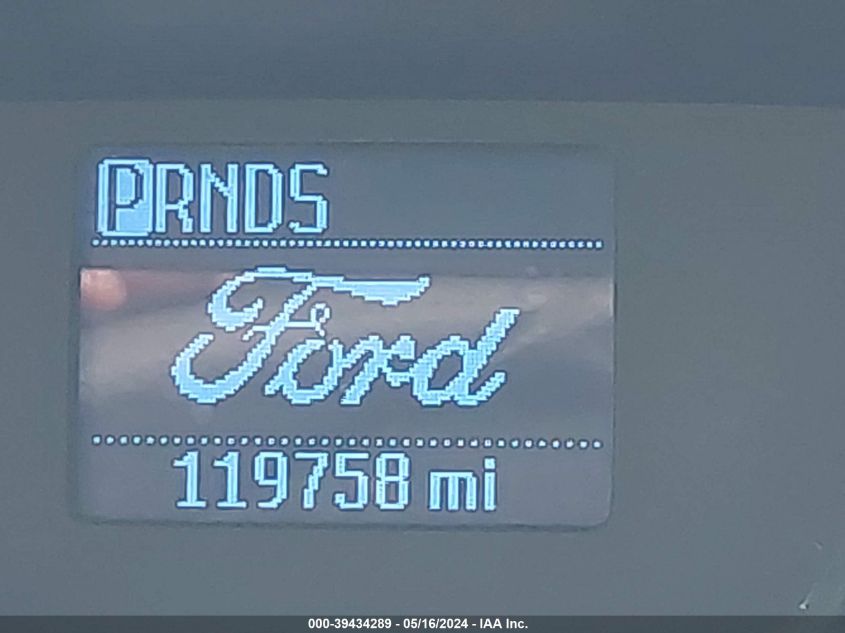 PRNDS
Ford
119758 mi
000-39434289 - 05/16/2024 - IAA Inc.